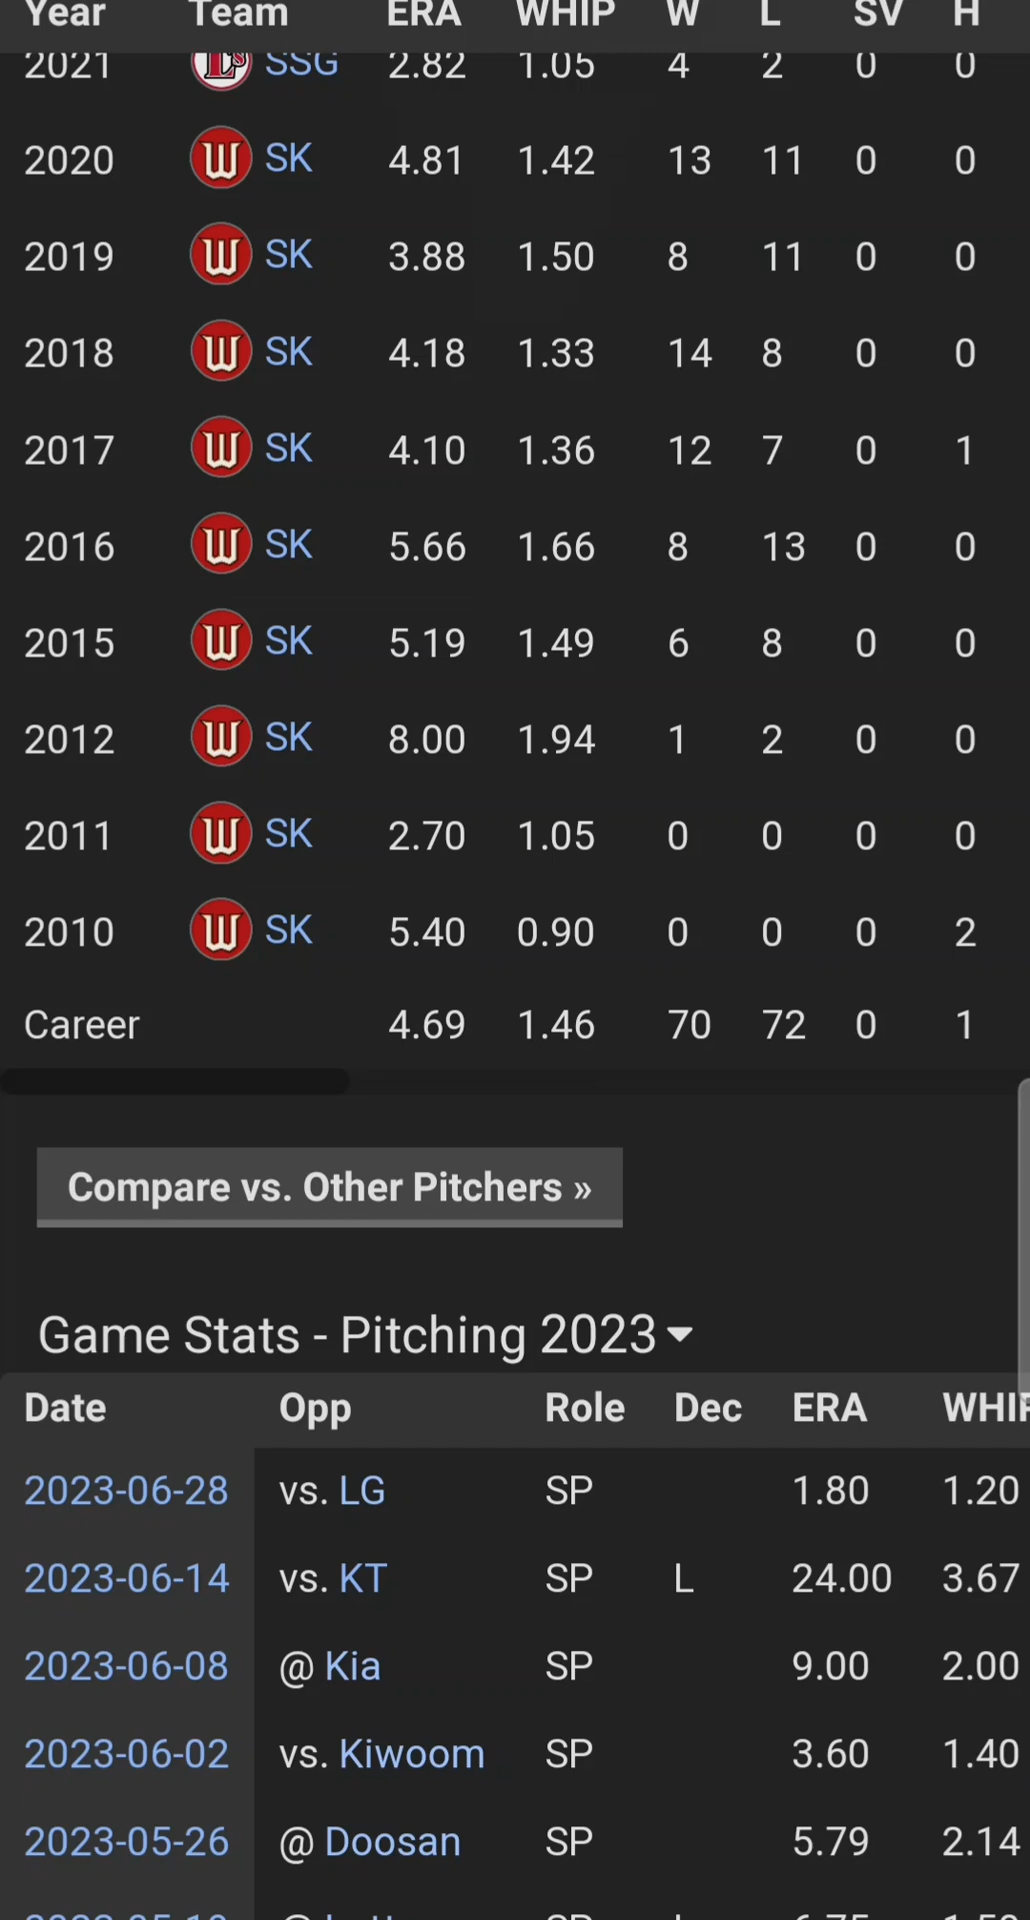 Year Team ERA WHIP W L SV H
2021 SSG 2.82 1.05 4 2 0 0
2020 W SK 4.81 1.42 13 11 0 0
2019 W SK 3.88 1.50 8 11 0 0
2018 W SK 4.18 1.33 14 8 0 0
2017 W SK 4.10 1.36 12 7 0 1
2016 W SK 5.66 1.66 8 13 0 0
2015 W SK 5.19 1.49 6 8 0 0
2012 W SK 8.00 1.94 1 2 0 0
2011 W SK 2.70 1.05 0 0 0 0
2010 W SK 5.40 0.90 0 0 0 2
Career 4.69 1.46 70 72 0 1
Compare vs. Other Pitchers »
Game Stats - Pitching 2023
Date Opp Role Dec ERA WHIP
2023-06-28 vs. LG SP 1.80 1.20
2023-06-14 vs. KT SP L 24.00 3.67
2023-06-08 @ Kia SP 9.00 2.00
2023-06-02 vs. Kiwoom SP 3.60 1.40
2023-05-26 @ Doosan SP 5.79 2.14